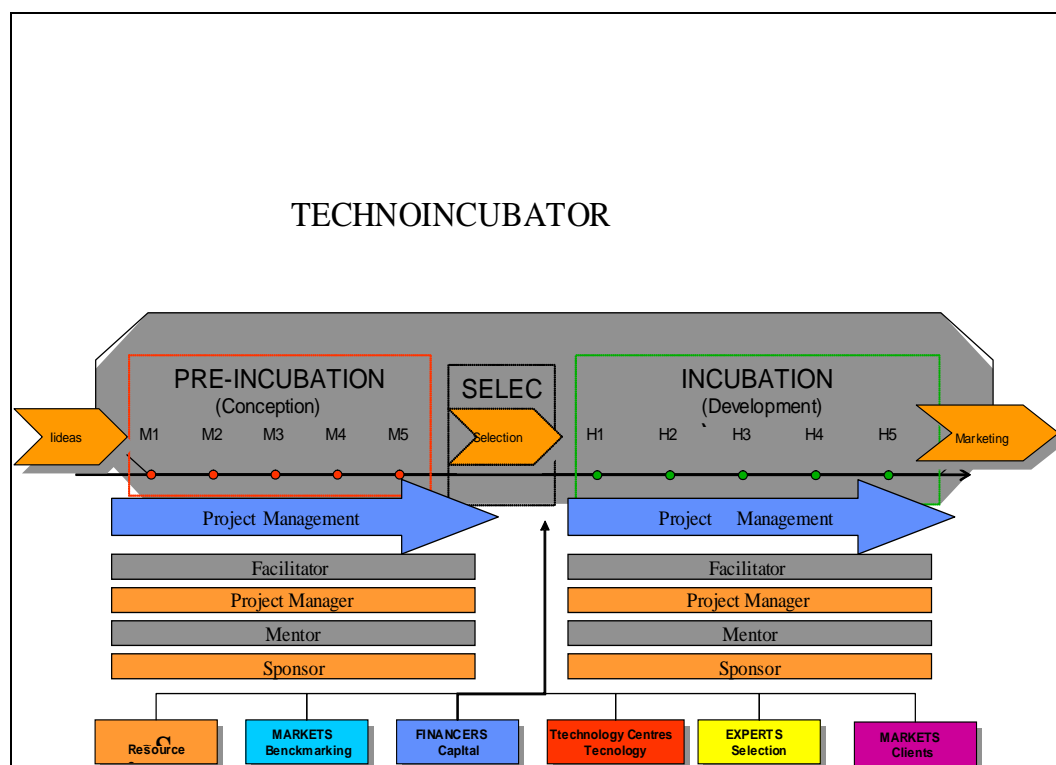 TECHNOINCUBATOR
PRE-INCUBATION
(Conception)
SELEC
INCUBATION
(Development)
Iideas
M1 M2 M3 M4 M5
Selection
H1 H2 H3 H4 H5
Marketing
Project Management
Project Management
Facilitator
Facilitator
Project Manager
Project Manager
Mentor
Mentor
Sponsor
Sponsor
Resource
MARKETS
Benckmarking
FINANCERS
CapItal
Ttechnology Centres
Tecnology
EXPERTS
Selection
MARKETS
Clients